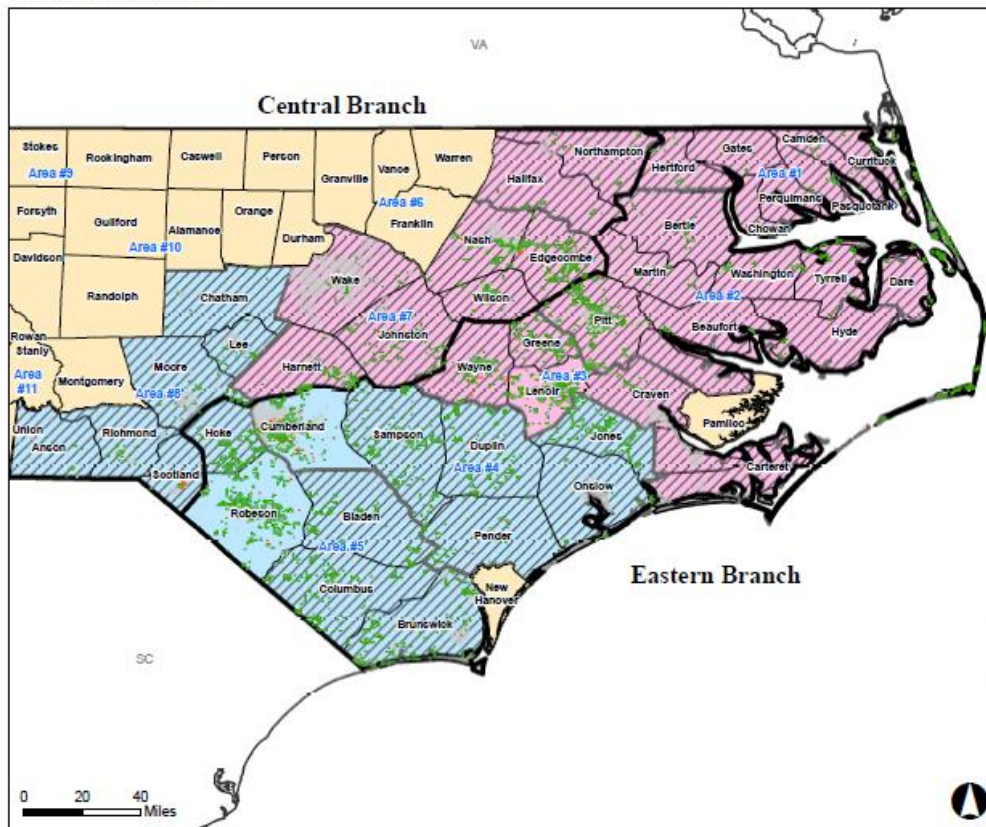 VA
Central Branch
Stokes
Area #9
Rockingham
Caswell
Person
Granville
Vance
Warren
Area #6
Franklin
Forsyth
Guilford
Area #10
Alamance
Orange
Durham
Davidson
Randolph
Rowan
Stanly
Area
#11
Montgomery
Northampton
Halifax
Hertford
Gates
Camden
Currituck
Area #1
Perquimans
Pasquotank
Chowan
Bertie
Nash
Edgecombe
Martin
Washington
Tyrrell
Dare
Area #2
Wake
Wilson
Area #7
Johnston
Pitt
Beaufort
Hyde
Chatham
Lee
Harnett
Greene
Wayne
Area #3
Lenoir
Craven
Pamlico
Moore
Area #8
Union
Anson
Richmond
Scotland
Hoke
Cumberland
Sampson
Duplin
Area #4
Jones
Carteret
Onslow
Robeson
Bladen
Area #5
Pender
Columbus
Brunswick
New
Hanover
Eastern Branch
SC
0 20 40
Miles